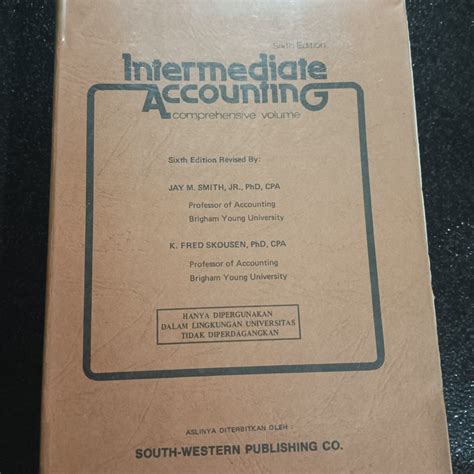 Sixth Edition
Intermediate
Accounting
comprehensive volume
Sixth Edition Revised By:
JAY M. SMITH, JR., PhD, CPA
Professor of Accounting
Brigham Young University
K. FRED SKOUSEN, PhD, CPA
Professor of Accounting
Brigham Young University
HANYA DIPERGUNAKAN
DALAM LINGKUNGAN UNIVERSITAS
TIDAK DIPERDAGANGKAN
ASLINYA DITERBITKAN OLEH :
SOUTH-WESTERN PUBLISHING CO.